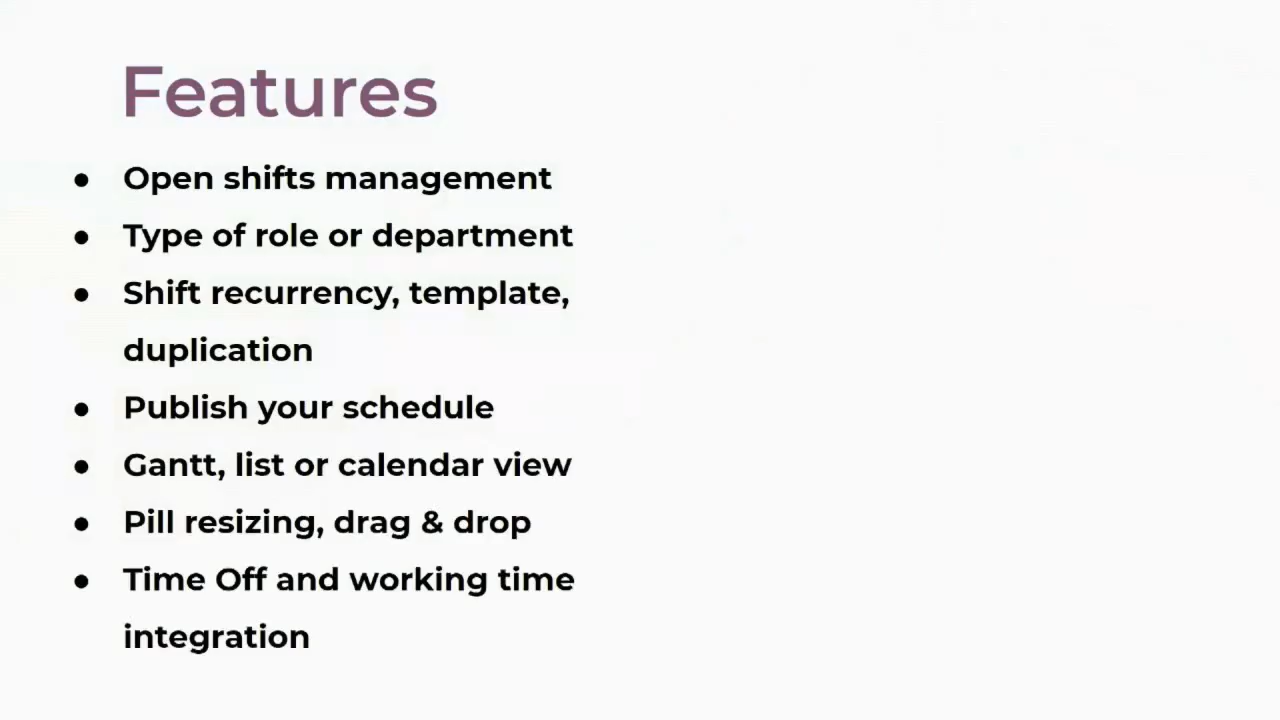 Features
● Open shifts management
● Type of role or department
● Shift recurrency, template,
duplication
● Publish your schedule
● Gantt, list or calendar view
● Pill resizing, drag & drop
● Time Off and working time
integration